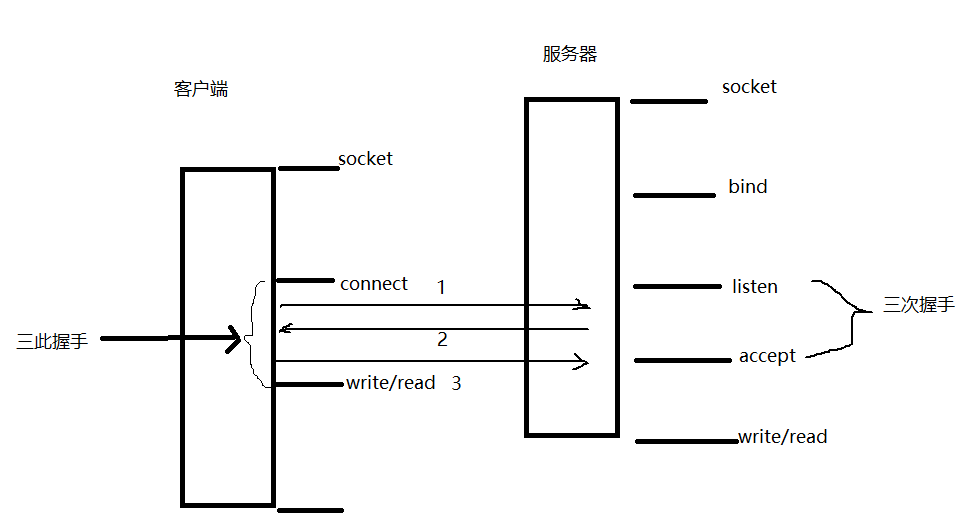 服务器
客户端
socket
socket
bind
connect
1
listen
三次握手
三此握手
2
accept
write/read
3
write/read